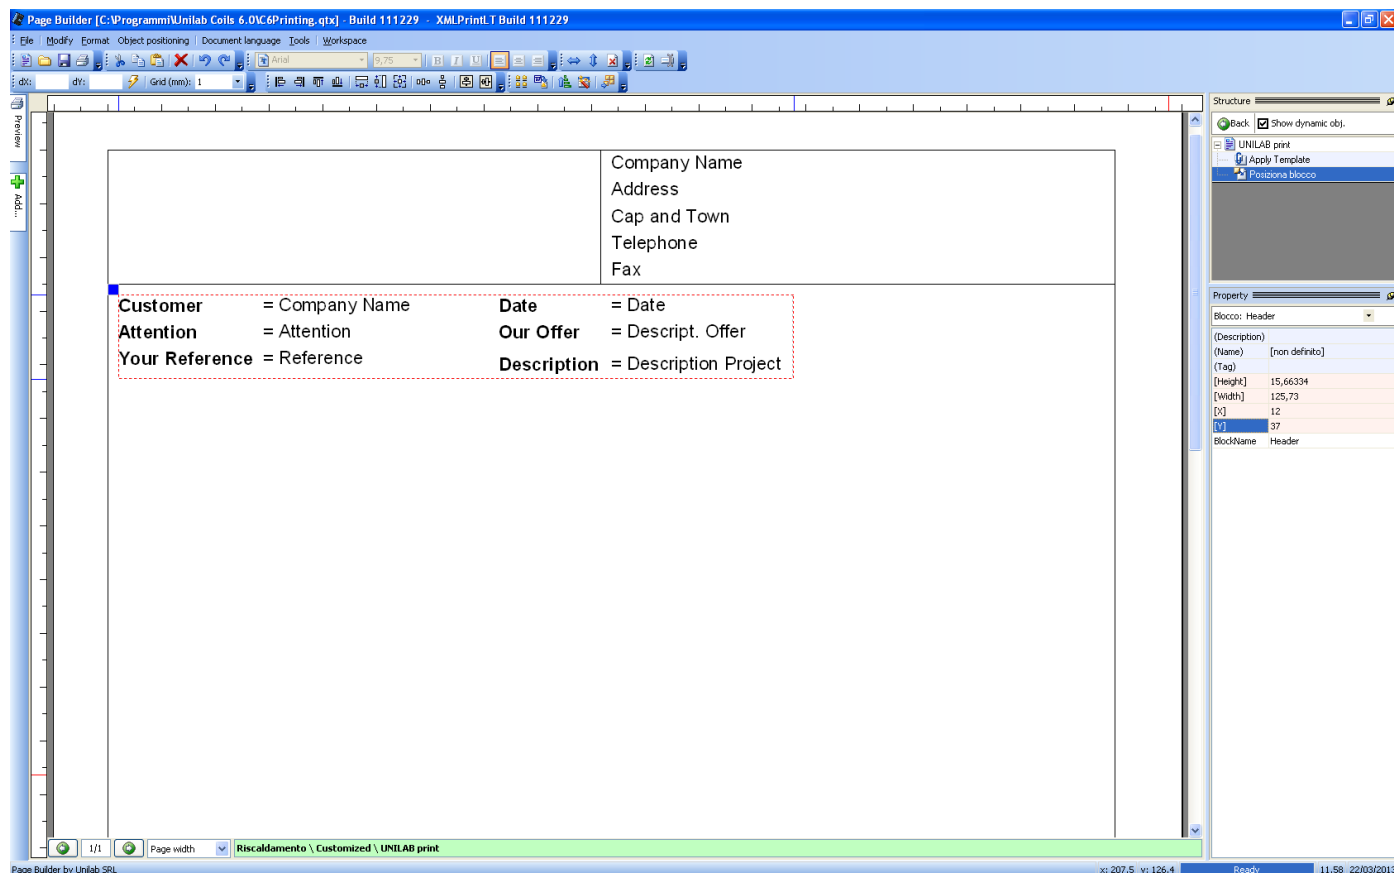 Page Builder [C:\Programmi\Unilab Coils 6.0\C6Printing.qtx] - Build 111229 - XMLPrintLT Build 111229
File Modify Format Object positioning Document language Tools Workspace
Arial 9,75 B I U
dX: dY: Grid (mm): 1
Preview
Add...
Company Name
Address
Cap and Town
Telephone
Fax
Customer = Company Name Date = Date
Attention = Attention Our Offer = Descript. Offer
Your Reference = Reference Description = Description Project
Structure
Back Show dynamic obj.
UNILAB print
Apply Template
Posiziona blocco
Property
Blocco: Header
(Description)
(Name) [non definito]
(Tag)
[Height] 15,66334
[Width] 125,73
[X] 12
[Y] 37
BlockName Header
1/1 Page width Riscaldamento \ Customized \ UNILAB print
Page Builder by Unilab SRL x: 207.5 y: 126.4 Ready 11.58 22/03/2013